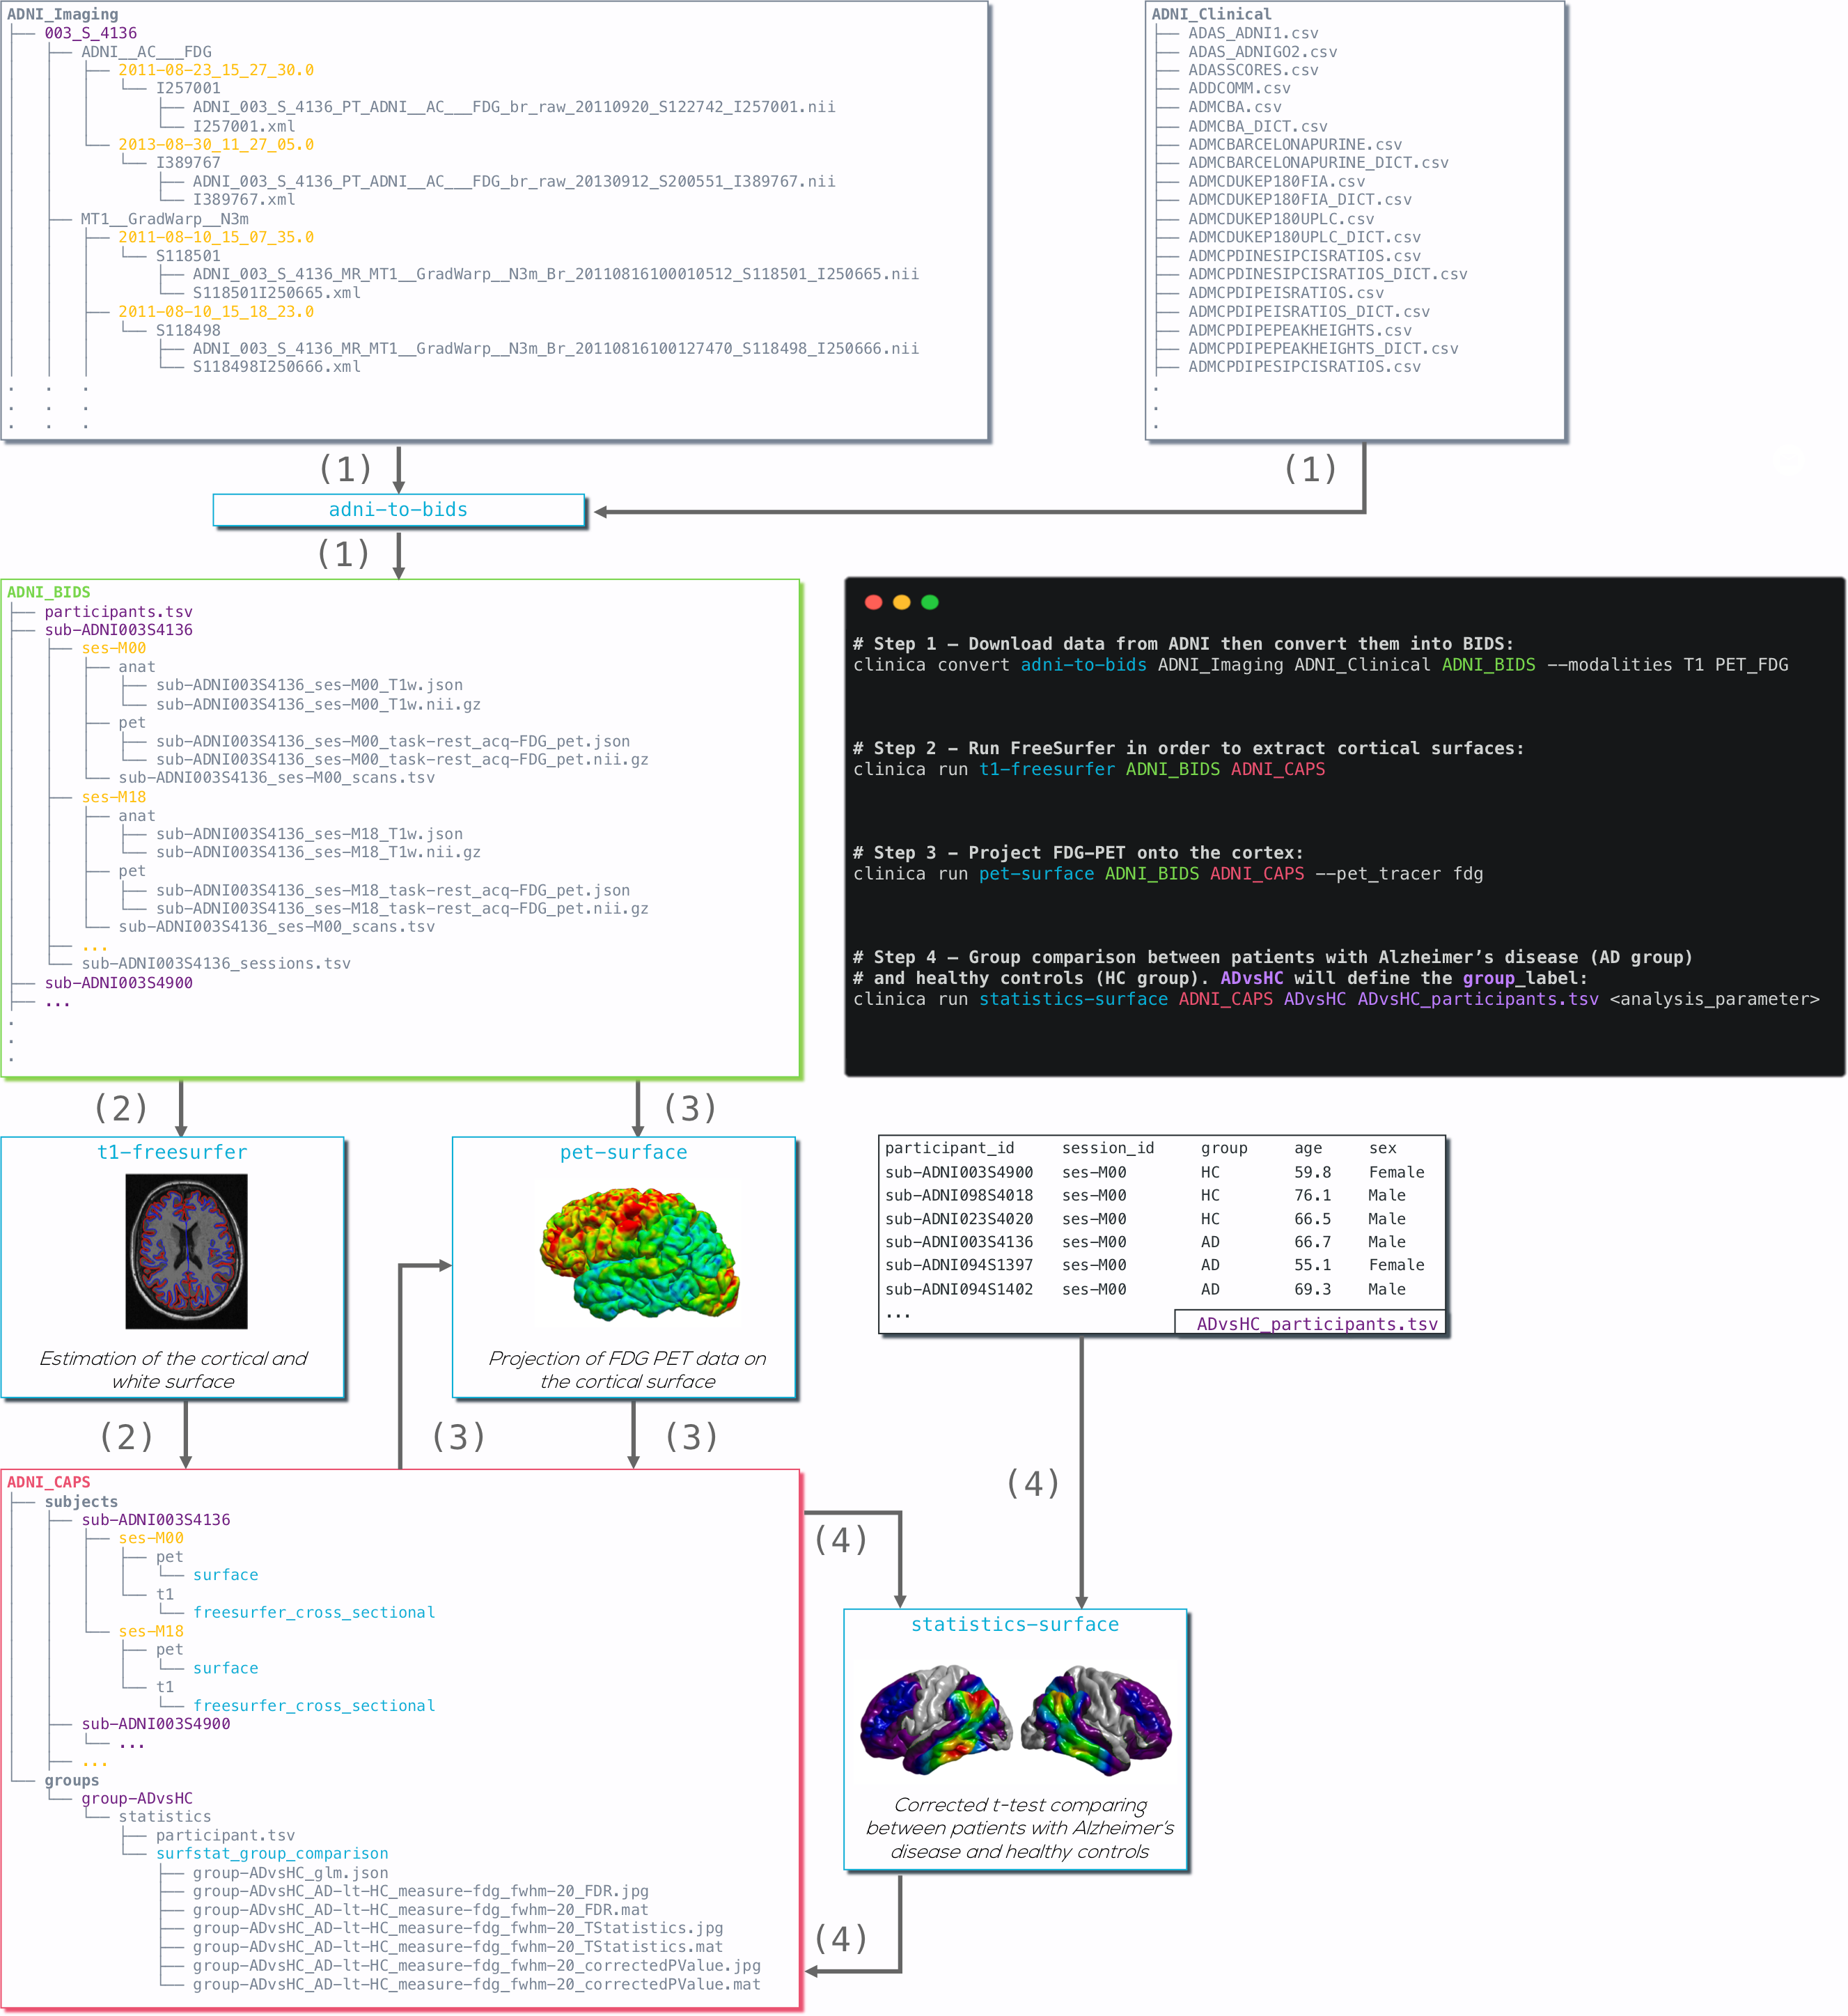 ADNI_Imaging
├── 003_S_4136
│   ├── ADNI__AC___FDG
│   │   ├── 2011-08-23_15_27_30.0
│   │   │   └── I257001
│   │   │       ├── ADNI_003_S_4136_PT_ADNI__AC___FDG_br_raw_20110920_S122742_I257001.nii
│   │   │       └── I257001.xml
│   │   └── 2013-08-30_11_27_05.0
│   │       └── I389767
│   │           ├── ADNI_003_S_4136_PT_ADNI__AC___FDG_br_raw_20130912_S200551_I389767.nii
│   │           └── I389767.xml
│   ├── MT1__GradWarp__N3m
│   │   ├── 2011-08-10_15_07_35.0
│   │   │   └── S118501
│   │   │       ├── ADNI_003_S_4136_MR_MT1__GradWarp__N3m_Br_20110816100010512_S118501_I250665.nii
│   │   │       └── S118501I250665.xml
│   │   ├── 2011-08-10_15_18_23.0
│   │   │   └── S118498
│   │   │       ├── ADNI_003_S_4136_MR_MT1__GradWarp__N3m_Br_20110816100127470_S118498_I250666.nii
│   │   │       └── S118498I250666.xml
.   .   .
.   .   .
.   .   .
ADNI_Clinical
├── ADAS_ADNI1.csv
├── ADAS_ADNIGO2.csv
├── ADASSCORES.csv
├── ADDCOMM.csv
├── ADMCBA.csv
├── ADMCBA_DICT.csv
├── ADMCBARCELONAPURINE.csv
├── ADMCBARCELONAPURINE_DICT.csv
├── ADMCDUKEP180FIA.csv
├── ADMCDUKEP180FIA_DICT.csv
├── ADMCDUKEP180UPLC.csv
├── ADMCDUKEP180UPLC_DICT.csv
├── ADMCPDINESIPCISRATIOS.csv
├── ADMCPDINESIPCISRATIOS_DICT.csv
├── ADMCPDIPEISRATIOS.csv
├── ADMCPDIPEISRATIOS_DICT.csv
├── ADMCPDIPEPEAKHEIGHTS.csv
├── ADMCPDIPEPEAKHEIGHTS_DICT.csv
├── ADMCPDIPESIPCISRATIOS.csv
.
.
.
(1)
(1)
adni-to-bids
(1)
ADNI_BIDS
├── participants.tsv
├── sub-ADNI003S4136
│   ├── ses-M00
│   │   ├── anat
│   │   │   ├── sub-ADNI003S4136_ses-M00_T1w.json
│   │   │   └── sub-ADNI003S4136_ses-M00_T1w.nii.gz
│   │   ├── pet
│   │   │   ├── sub-ADNI003S4136_ses-M00_task-rest_acq-FDG_pet.json
│   │   │   └── sub-ADNI003S4136_ses-M00_task-rest_acq-FDG_pet.nii.gz
│   │   └── sub-ADNI003S4136_ses-M00_scans.tsv
│   ├── ses-M18
│   │   ├── anat
│   │   │   ├── sub-ADNI003S4136_ses-M18_T1w.json
│   │   │   └── sub-ADNI003S4136_ses-M18_T1w.nii.gz
│   │   ├── pet
│   │   │   ├── sub-ADNI003S4136_ses-M18_task-rest_acq-FDG_pet.json
│   │   │   └── sub-ADNI003S4136_ses-M18_task-rest_acq-FDG_pet.nii.gz
│   │   └── sub-ADNI003S4136_ses-M00_scans.tsv
│   ├── ...
│   └── sub-ADNI003S4136_sessions.tsv
├── sub-ADNI003S4900
├── ...
.
.
.
# Step 1 – Download data from ADNI then convert them into BIDS:
clinica convert adni-to-bids ADNI_Imaging ADNI_Clinical ADNI_BIDS --modalities T1 PET_FDG
# Step 2 – Run FreeSurfer in order to extract cortical surfaces:
clinica run t1-freesurfer ADNI_BIDS ADNI_CAPS
# Step 3 – Project FDG-PET onto the cortex:
clinica run pet-surface ADNI_BIDS ADNI_CAPS --pet_tracer fdg
# Step 4 – Group comparison between patients with Alzheimer’s disease (AD group)
# and healthy controls (HC group). ADvsHC will define the group_label:
clinica run statistics-surface ADNI_CAPS ADvsHC ADvsHC_participants.tsv <analysis_parameter>
(2)
(3)
t1-freesurfer
Estimation of the cortical and
white surface
pet-surface
Projection of FDG PET data on
the cortical surface
participant_id session_id group age sex
sub-ADNI003S4900 ses-M00 HC 59.8 Female
sub-ADNI098S4018 ses-M00 HC 76.1 Male
sub-ADNI023S4020 ses-M00 HC 66.5 Male
sub-ADNI003S4136 ses-M00 AD 66.7 Male
sub-ADNI094S1397 ses-M00 AD 55.1 Female
sub-ADNI094S1402 ses-M00 AD 69.3 Male
...
ADvsHC_participants.tsv
(2)
(3)
(3)
(4)
ADNI_CAPS
├── subjects
│   ├── sub-ADNI003S4136
│   │   ├── ses-M00
│   │   │   ├── pet
│   │   │   │   └── surface
│   │   │   └── t1
│   │   │       └── freesurfer_cross_sectional
│   │   └── ses-M18
│   │       ├── pet
│   │       │   └── surface
│   │       └── t1
│   │           └── freesurfer_cross_sectional
│   ├── sub-ADNI003S4900
│   │   └── ...
│   ├── ...
└── groups
    └── group-ADvsHC
        └── statistics
            ├── participant.tsv
            └── surfstat_group_comparison
                ├── group-ADvsHC_glm.json
                ├── group-ADvsHC_AD-lt-HC_measure-fdg_fwhm-20_FDR.jpg
                ├── group-ADvsHC_AD-lt-HC_measure-fdg_fwhm-20_FDR.mat
                ├── group-ADvsHC_AD-lt-HC_measure-fdg_fwhm-20_TStatistics.jpg
                ├── group-ADvsHC_AD-lt-HC_measure-fdg_fwhm-20_TStatistics.mat
                ├── group-ADvsHC_AD-lt-HC_measure-fdg_fwhm-20_correctedPValue.jpg
                └── group-ADvsHC_AD-lt-HC_measure-fdg_fwhm-20_correctedPValue.mat
(4)
statistics-surface
Corrected t-test comparing
between patients with Alzheimer's
disease and healthy controls
(4)